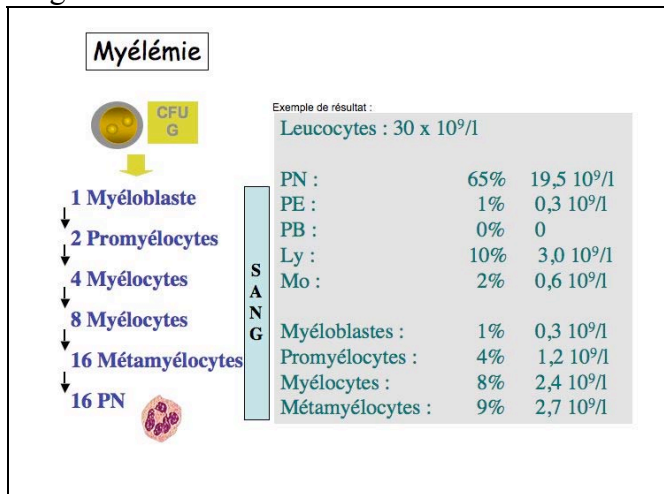 Myélémie
CFU
G
1 Myéloblaste
2 Promyélocytes
4 Myélocytes
8 Myélocytes
16 Métamyélocytes
16 PN
S
A
N
G
Exemple de résultat :
Leucocytes : 30 x 10⁹/l
PN : 65% 19,5 10⁹/l
PE : 1% 0,3 10⁹/l
PB : 0% 0
Ly : 10% 3,0 10⁹/l
Mo : 2% 0,6 10⁹/l
Myéloblastes : 1% 0,3 10⁹/l
Promyélocytes : 4% 1,2 10⁹/l
Myélocytes : 8% 2,4 10⁹/l
Métamyélocytes : 9% 2,7 10⁹/l